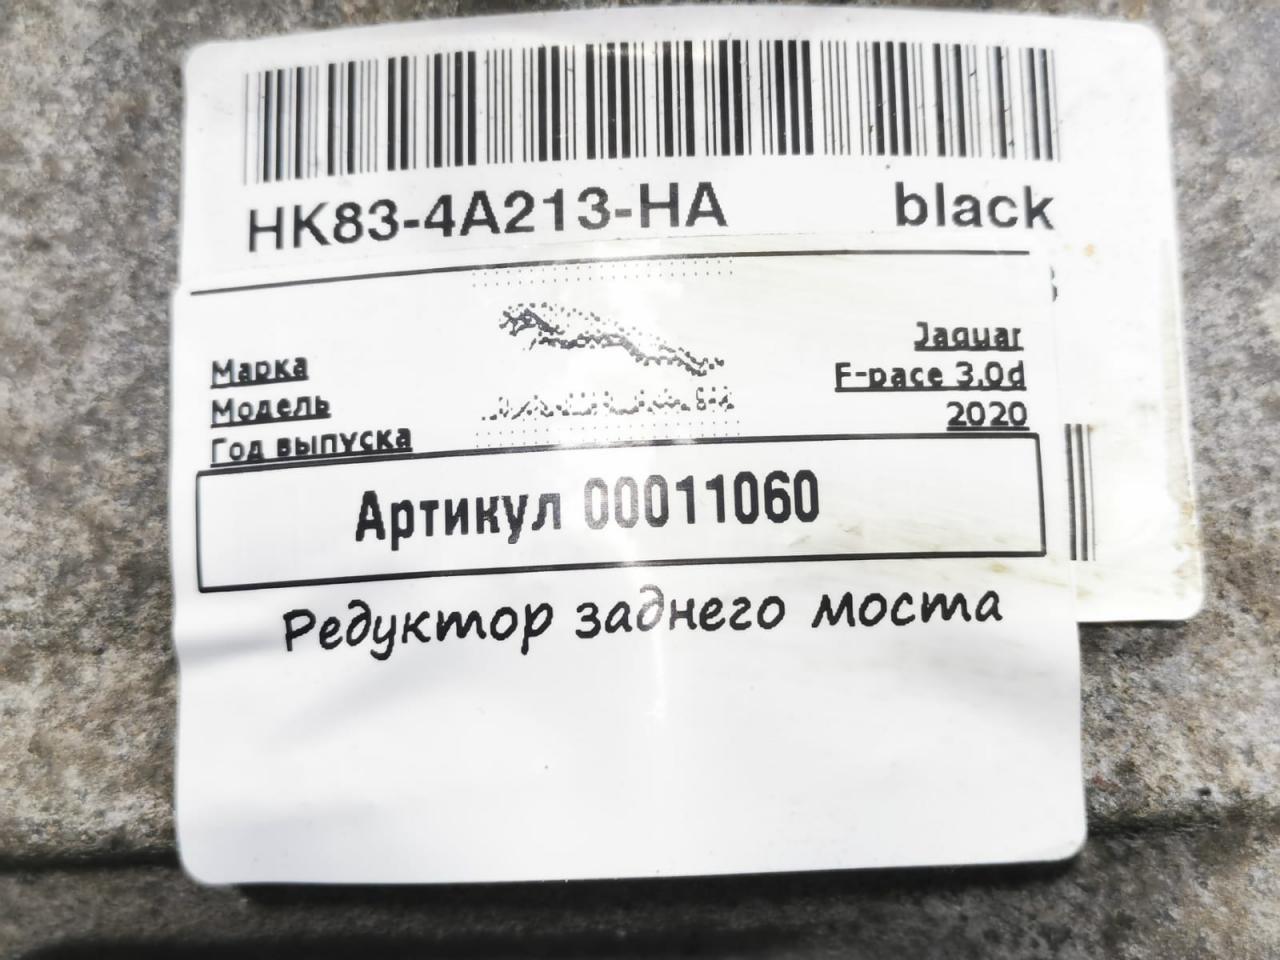 HK83-4A213-HA black
Марка Jaguar
Модель F-pace 3.0d
Год выпуска 2020
Артикул 00011060
Редуктор заднего моста